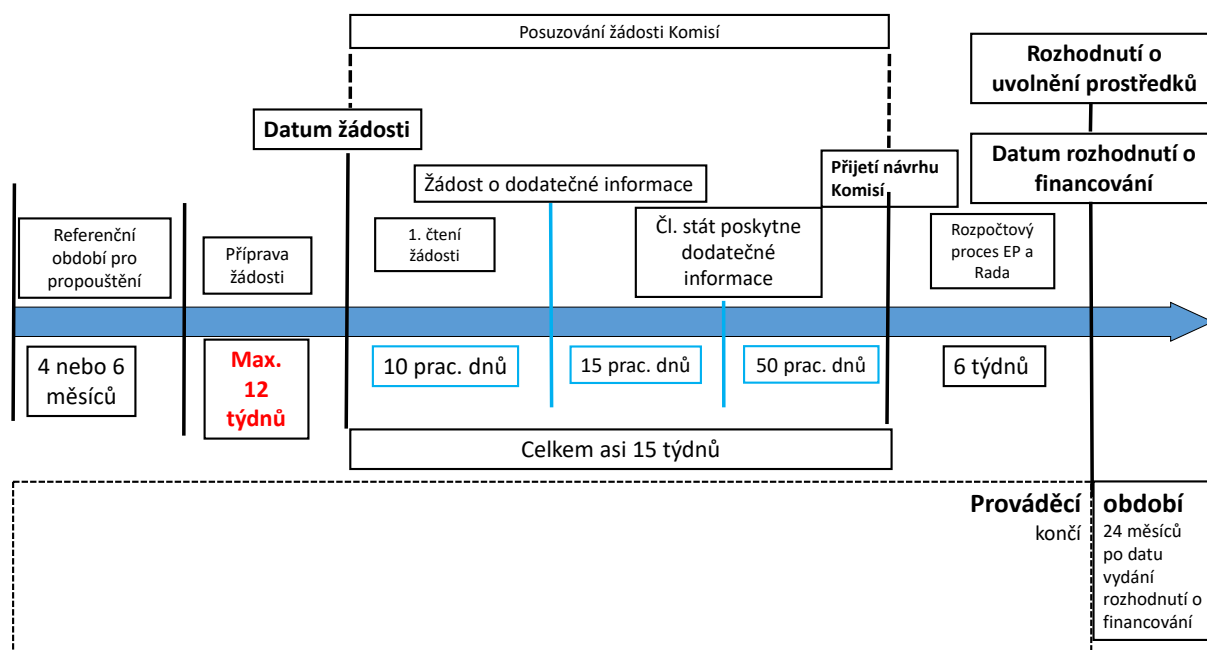 Posuzování žádosti Komisí
Rozhodnutí o
uvolnění prostředků
Datum žádosti
Datum rozhodnutí o
financování
Přijetí návrhu
Komisí
Žádost o dodatečné informace
Referenční
období pro
propouštění
Příprava
žádosti
1. čtení
žádosti
Čl. stát poskytne
dodatečné
informace
Rozpočtový
proces EP a
Rada
4 nebo 6
měsíců
Max.
12
týdnů
10 prac. dnů
15 prac. dnů
50 prac. dnů
6 týdnů
Celkem asi 15 týdnů
Prováděcí
končí
období
24 měsíců
po datu
vydání
rozhodnutí o
financování